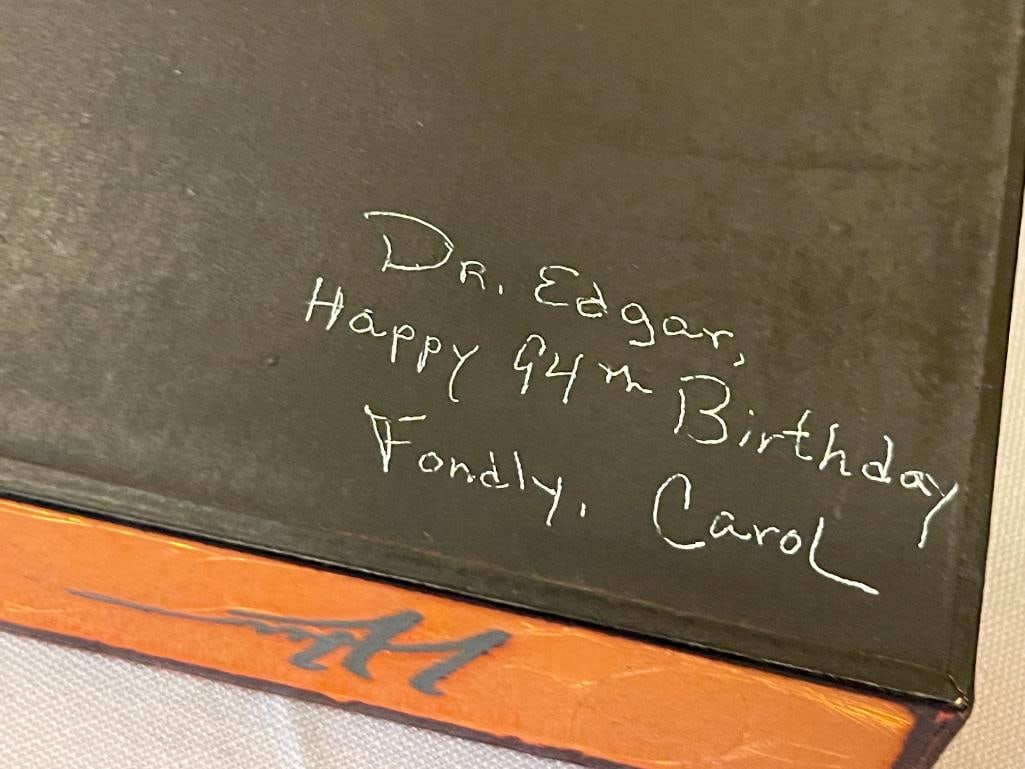 Dr. Edgar,
Happy 94th Birthday
Fondly, Carol